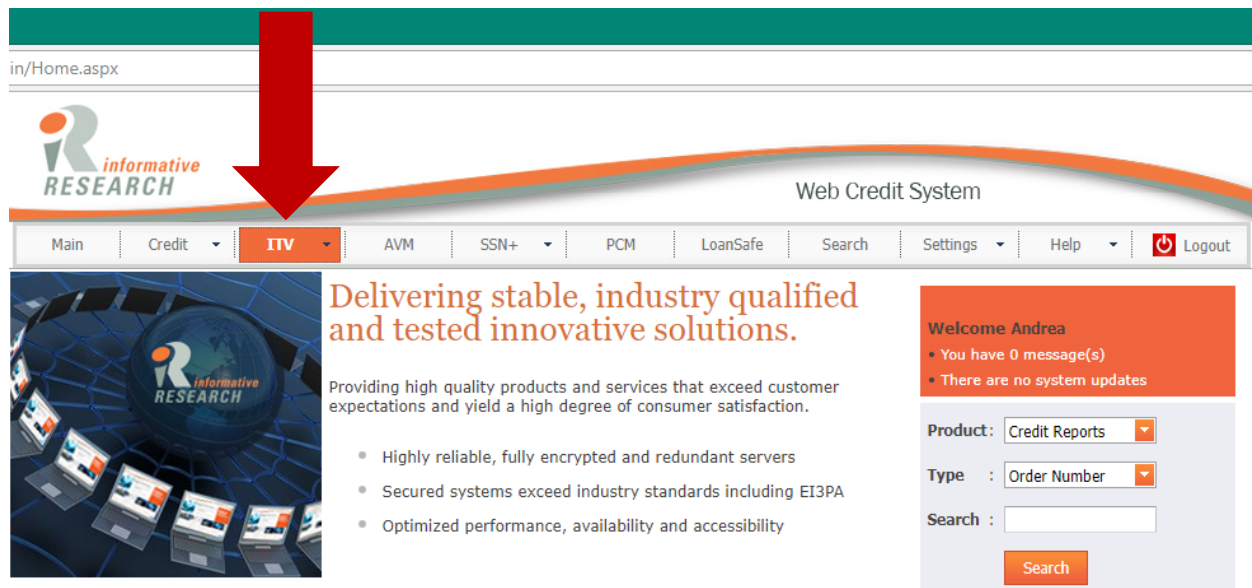 in/Home.aspx
informative
RESEARCH
Web Credit System
Main Credit ITV AVM SSN+ PCM LoanSafe Search Settings Help Logout
Delivering stable, industry qualified
and tested innovative solutions.
informative
RESEARCH
Providing high quality products and services that exceed customer
expectations and yield a high degree of consumer satisfaction.
Highly reliable, fully encrypted and redundant servers
Secured systems exceed industry standards including EI3PA
Optimized performance, availability and accessibility
Welcome Andrea
• You have 0 message(s)
• There are no system updates
Product: Credit Reports
Type : Order Number
Search :
Search